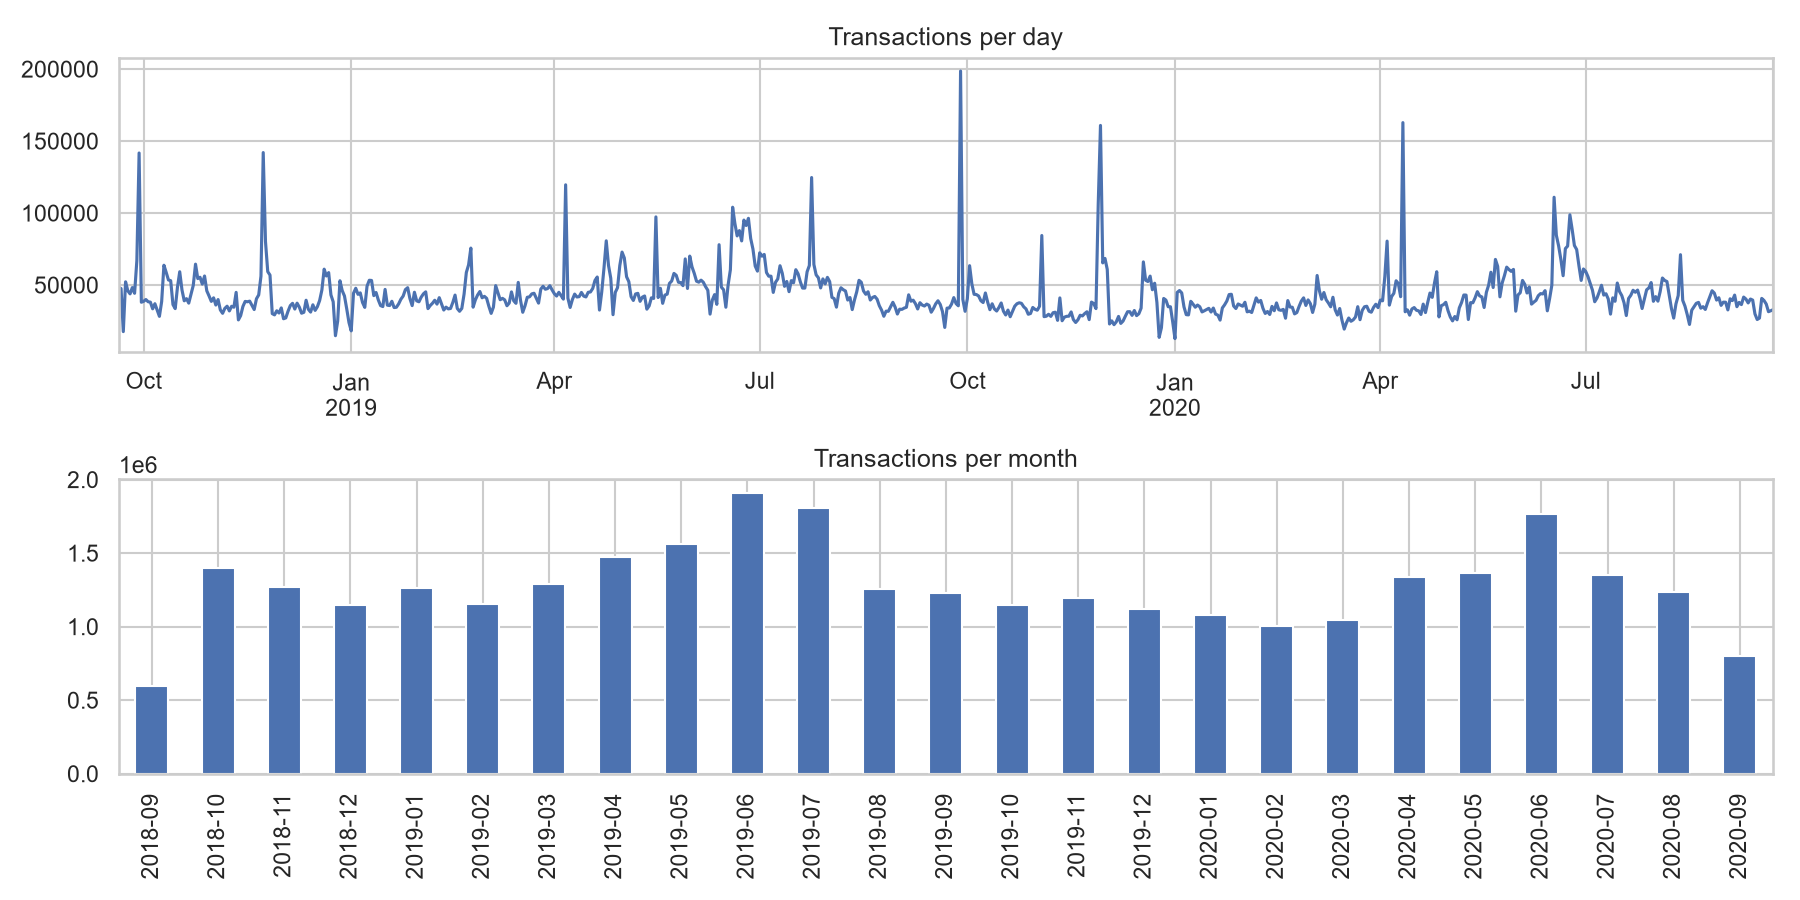 Transactions per day
200000
150000
100000
50000
Oct Jan Apr Jul Oct Jan Apr Jul
2019 2020
Transactions per month
1e6
2.0
1.5
1.0
0.5
0.0
2018-09 2018-10 2018-11 2018-12 2019-01 2019-02 2019-03 2019-04 2019-05 2019-06 2019-07 2019-08 2019-09 2019-10 2019-11 2019-12 2020-01 2020-02 2020-03 2020-04 2020-05 2020-06 2020-07 2020-08 2020-09